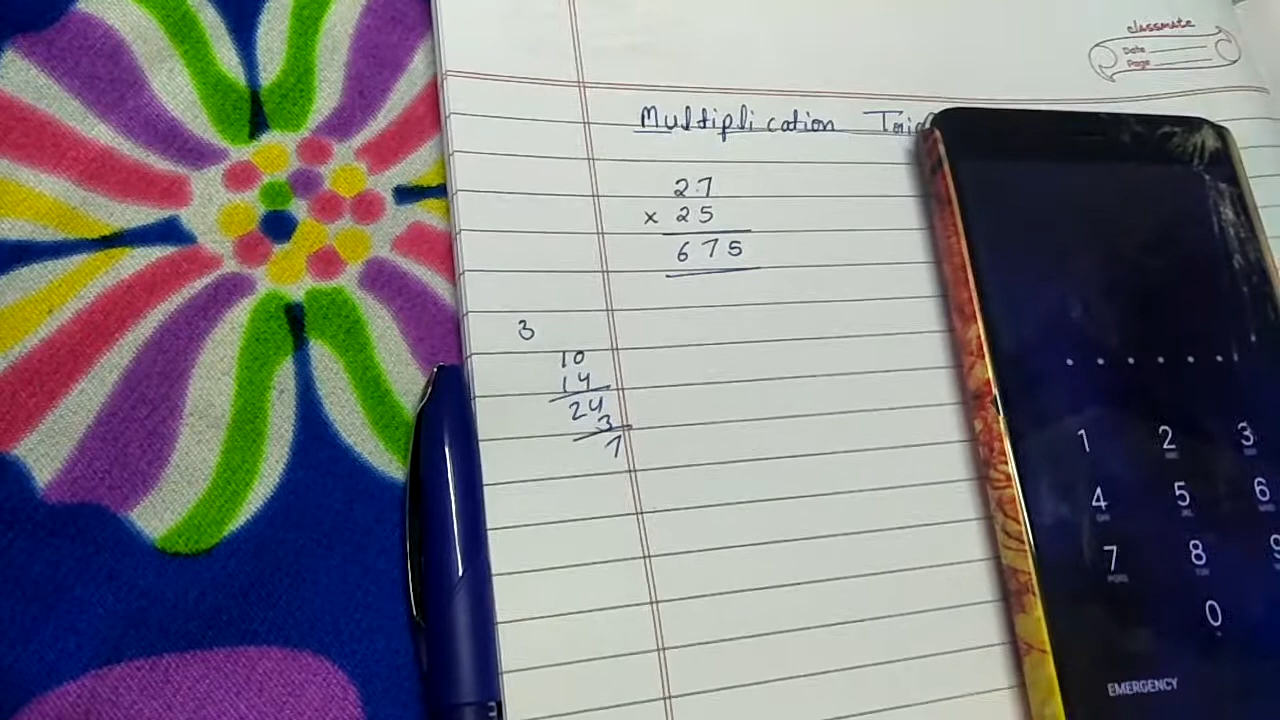 classmate
Date
Page
Multiplication
27
x 25
675
3
10
14
24
3
7
1 2 3
4 5 6
7 8 9
0
EMERGENCY